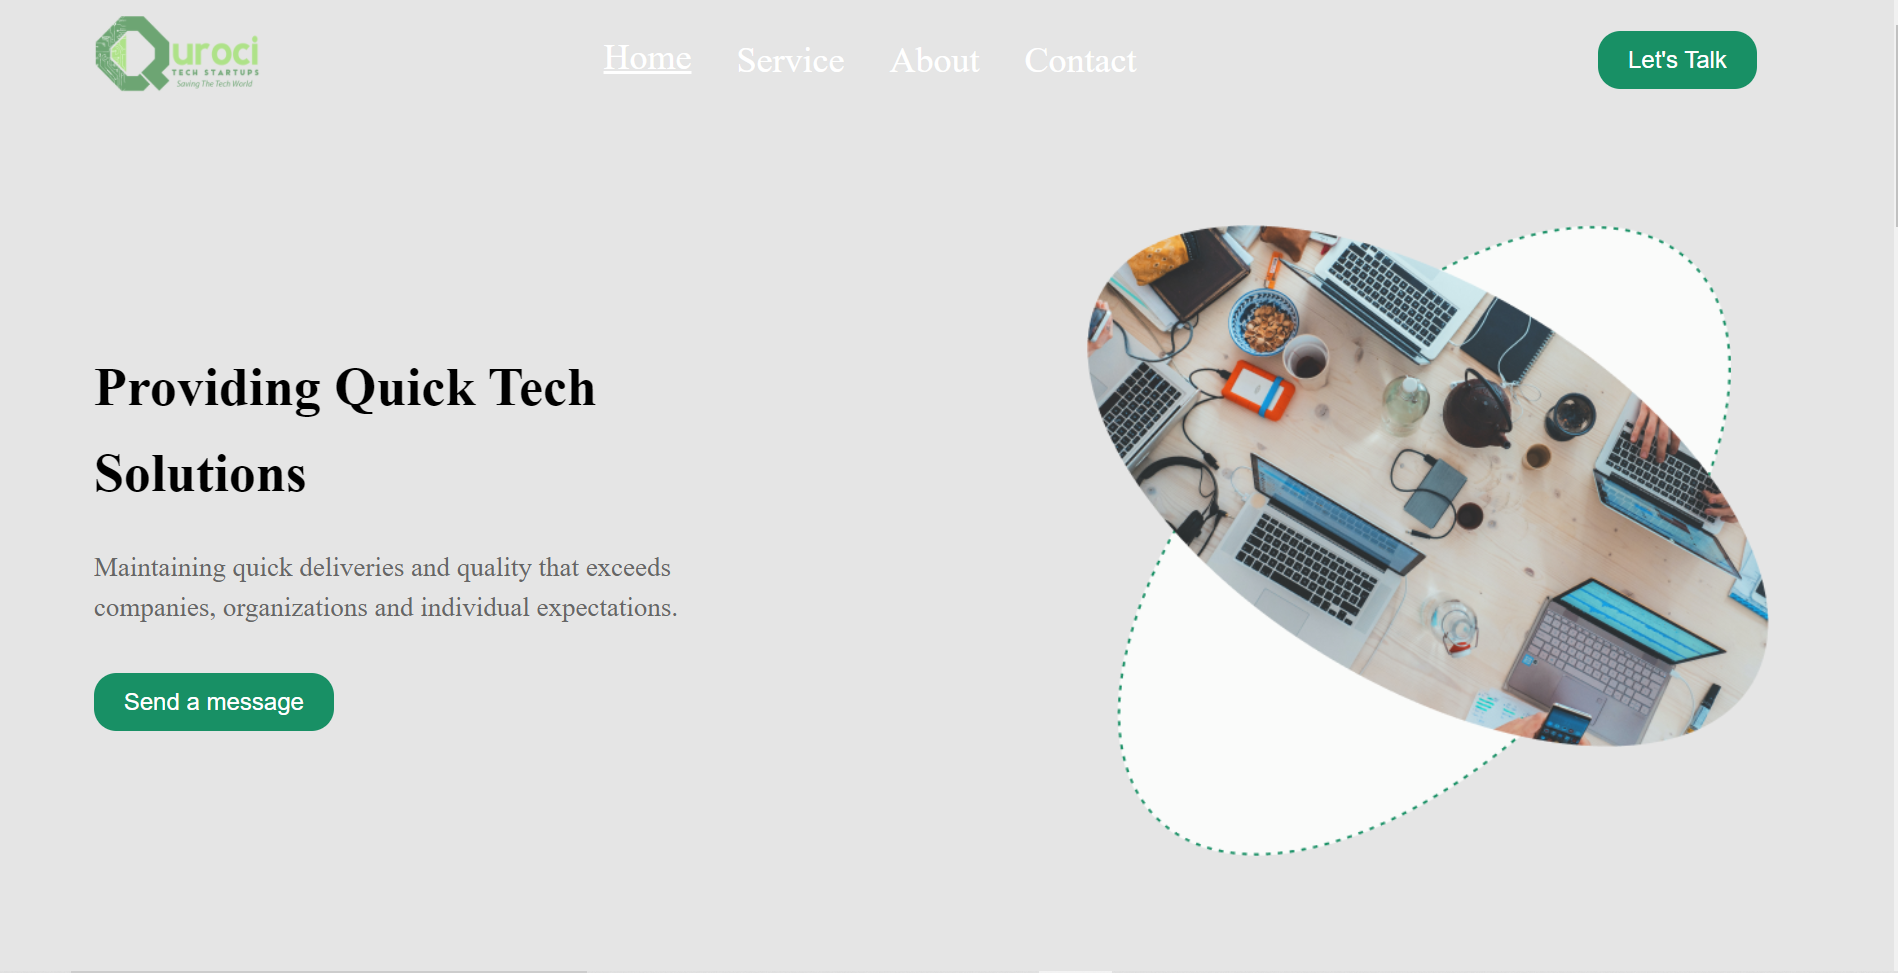 Quroci
TECH STARTUPS
Saving The Tech World
Home Service About Contact
Let's Talk
Providing Quick Tech
Solutions
Maintaining quick deliveries and quality that exceeds
companies, organizations and individual expectations.
Send a message